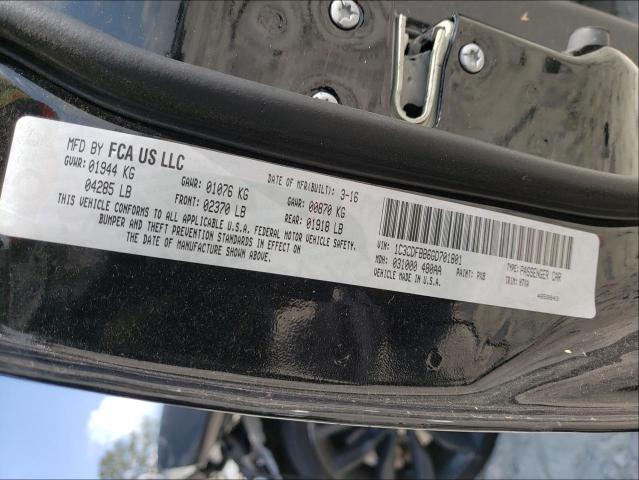 MFD BY FCA US LLC
DATE OF MFR(BUILT): 3-16
GVWR: 01944 KG
GAWR: 01076 KG
GAWR: 00870 KG
04285 LB
FRONT: 02370 LB
REAR: 01918 LB
THIS VEHICLE CONFORMS TO ALL APPLICABLE U.S.A. FEDERAL MOTOR VEHICLE SAFETY,
BUMPER AND THEFT PREVENTION STANDARDS IN EFFECT ON
THE DATE OF MANUFACTURE SHOWN ABOVE.
VIN: 1C3CDFBB6GD701801
TYPE: PASSENGER CAR
MDH: 031000 480AA
PAINT: PXB
TRIM:
VEHICLE MADE IN U.S.A.